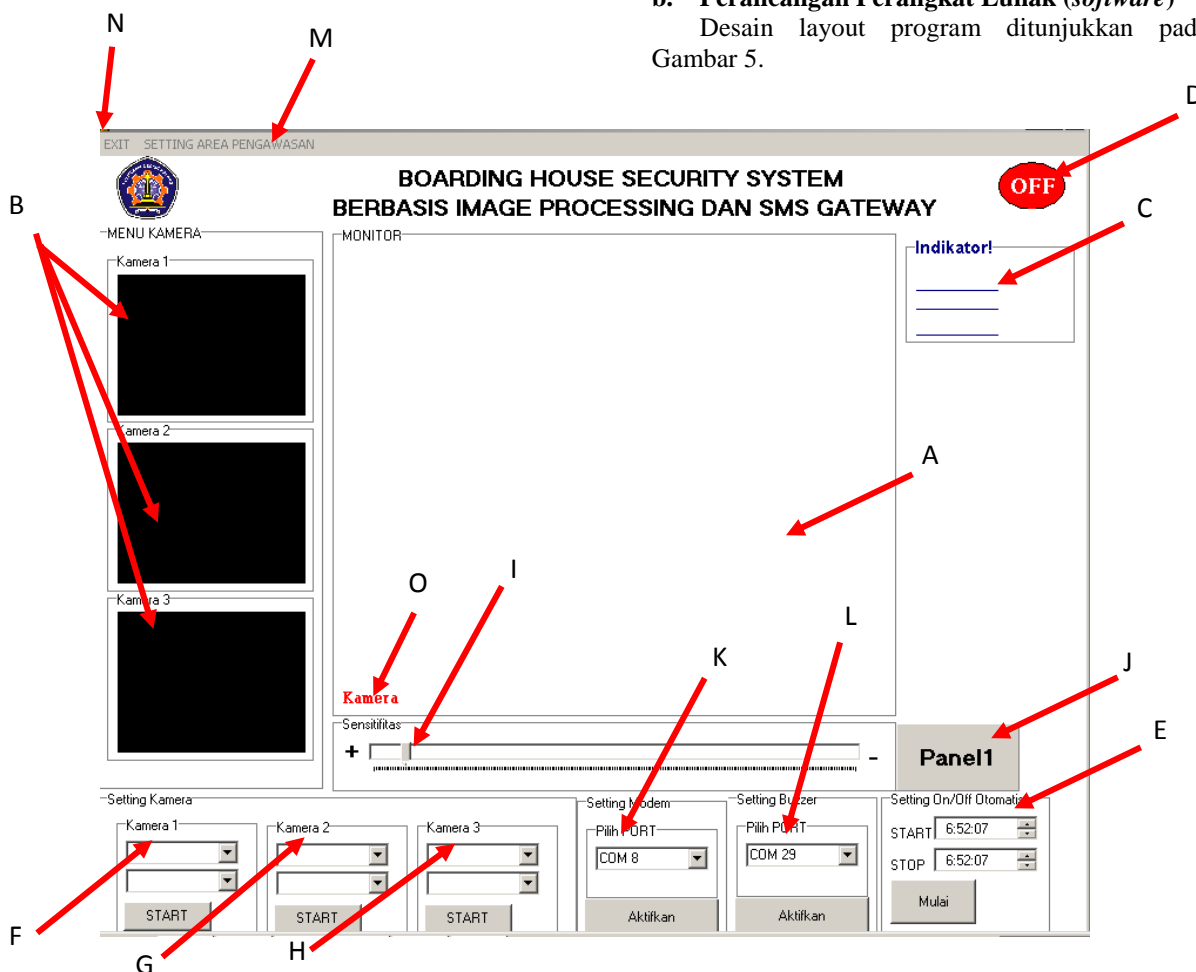 b. Perancangan Perangkat Lunak (software)
Desain layout program ditunjukkan pad
Gambar 5.
N
M
D
EXIT SETTING AREA PENGAWASAN
OFF
BOARDING HOUSE SECURITY SYSTEM
BERBASIS IMAGE PROCESSING DAN SMS GATEWAY
B
C
MENU KAMERA
MONITOR
Indikator!
Kamera 1
Kamera 2
A
Kamera 3
O
I
L
K
J
Kamera
Sensitifitas
+
-
Panel1
E
Setting Kamera
Setting Modem
Setting Buzzer
Setting On/Off Otomatis
Kamera 1
Kamera 2
Kamera 3
Pilih PORT
Pilih PORT
START 6:52:07
COM 8
COM 29
STOP 6:52:07
Mulai
START
START
START
Aktifkan
Aktifkan
F
G
H